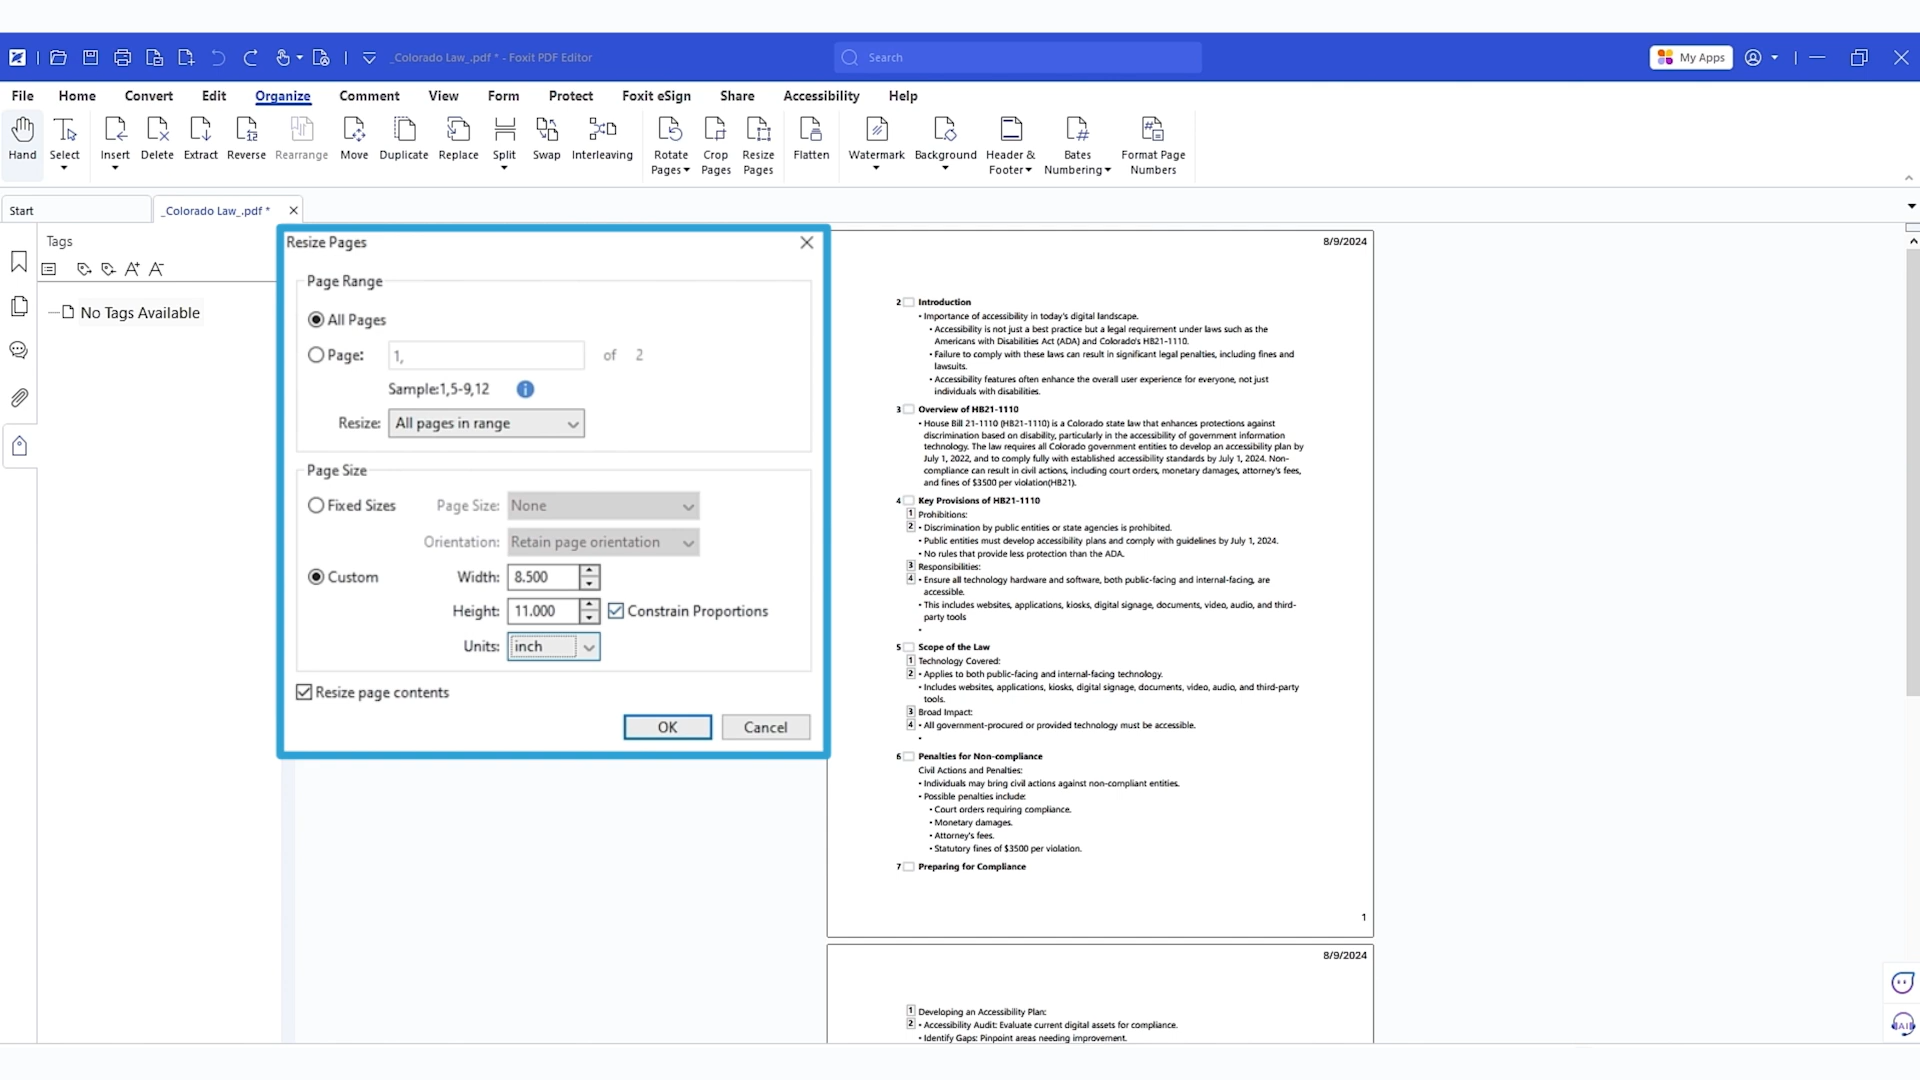 _Colorado Law_.pdf * - Foxit PDF Editor
Search
My Apps
File Home Convert Edit Organize Comment View Form Protect Foxit eSign Share Accessibility Help
Hand Select Insert Delete Extract Reverse Rearrange Move Duplicate Replace Split Swap Interleaving Rotate Pages Crop Pages Resize Pages Flatten Watermark Background Header & Footer Bates Numbering Format Page Numbers
Start
_Colorado Law_.pdf *
Tags
No Tags Available
Resize Pages
Page Range
All Pages
Page: 1, of 2
Sample:1,5-9,12
Resize: All pages in range
Page Size
Fixed Sizes Page Size: None
Orientation: Retain page orientation
Custom Width: 8.500
Height: 11.000 Constrain Proportions
Units: inch
Resize page contents
OK Cancel
8/9/2024
2 Introduction
• Importance of accessibility in today's digital landscape.
• Accessibility is not just a best practice but a legal requirement under laws such as the
Americans with Disabilities Act (ADA) and Colorado's HB21-1110.
• Failure to comply with these laws can result in significant legal penalties, including fines and
lawsuits.
• Accessibility features often enhance the overall user experience for everyone, not just
individuals with disabilities.
3 Overview of HB21-1110
• House Bill 21-1110 (HB21-1110) is a Colorado state law that enhances protections against
discrimination based on disability, particularly in the accessibility of government information
technology. The law requires all Colorado government entities to develop an accessibility plan by
July 1, 2022, and to comply fully with established accessibility standards by July 1, 2024. Non-
compliance can result in civil actions, including court orders, monetary damages, attorney's fees,
and fines of $3500 per violation(HB21).
4 Key Provisions of HB21-1110
1 Prohibitions:
2 • Discrimination by public entities or state agencies is prohibited.
• Public entities must develop accessibility plans and comply with guidelines by July 1, 2024.
• No rules that provide less protection than the ADA.
3 Responsibilities:
4 • Ensure all technology hardware and software, both public-facing and internal-facing, are
accessible.
• This includes websites, applications, kiosks, digital signage, documents, video, audio, and third-
party tools
•
5 Scope of the Law
1 Technology Covered:
2 • Applies to both public-facing and internal-facing technology.
• Includes websites, applications, kiosks, digital signage, documents, video, audio, and third-party
tools.
3 Broad Impact:
4 • All government-procured or provided technology must be accessible.
•
6 Penalties for Non-compliance
Civil Actions and Penalties:
• Individuals may bring civil actions against non-compliant entities.
• Possible penalties include:
• Court orders requiring compliance.
• Monetary damages.
• Attorney's fees.
• Statutory fines of $3500 per violation.
7 Preparing for Compliance
1
8/9/2024
1 Developing an Accessibility Plan:
2 • Accessibility Audit: Evaluate current digital assets for compliance.
• Identify Gaps: Pinpoint areas needing improvement.
AI